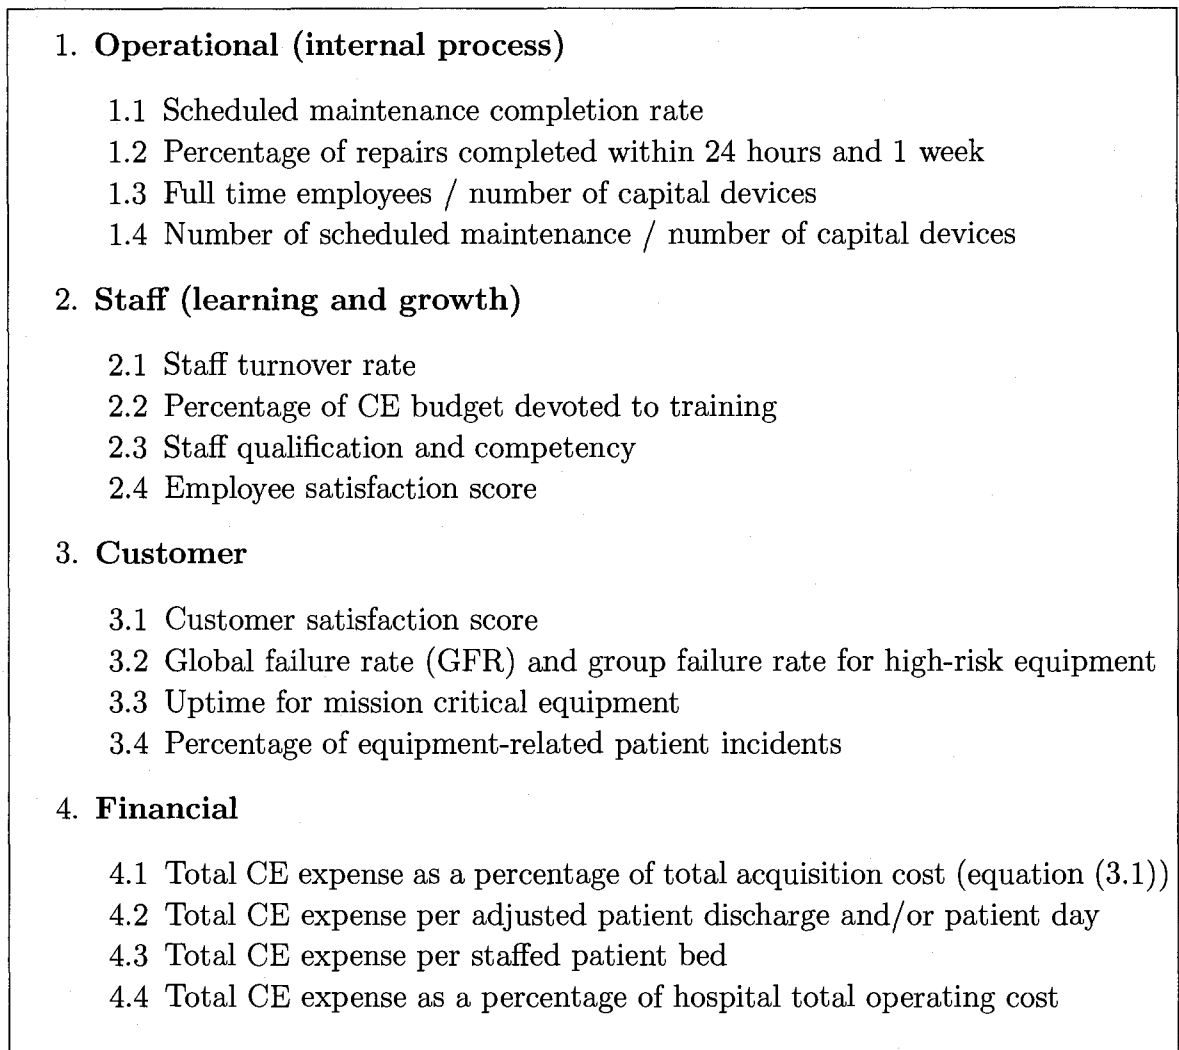 1. Operational (internal process)
1.1 Scheduled maintenance completion rate
1.2 Percentage of repairs completed within 24 hours and 1 week
1.3 Full time employees / number of capital devices
1.4 Number of scheduled maintenance / number of capital devices
2. Staff (learning and growth)
2.1 Staff turnover rate
2.2 Percentage of CE budget devoted to training
2.3 Staff qualification and competency
2.4 Employee satisfaction score
3. Customer
3.1 Customer satisfaction score
3.2 Global failure rate (GFR) and group failure rate for high-risk equipment
3.3 Uptime for mission critical equipment
3.4 Percentage of equipment-related patient incidents
4. Financial
4.1 Total CE expense as a percentage of total acquisition cost (equation (3.1))
4.2 Total CE expense per adjusted patient discharge and/or patient day
4.3 Total CE expense per staffed patient bed
4.4 Total CE expense as a percentage of hospital total operating cost